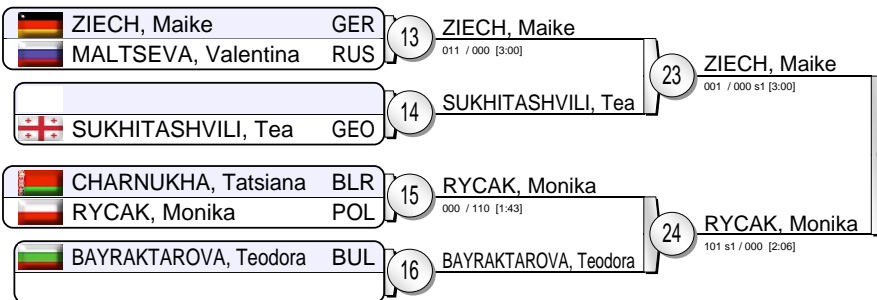 ZIECH, Maike GER
MALTSEVA, Valentina RUS
13
ZIECH, Maike
011 / 000 [3:00]
SUKHITASHVILI, Tea GEO
14
SUKHITASHVILI, Tea
23
ZIECH, Maike
001 / 000 s1 [3:00]
CHARNUKHA, Tatsiana BLR
RYCAK, Monika POL
15
RYCAK, Monika
000 / 110 [1:43]
BAYRAKTAROVA, Teodora BUL
16
BAYRAKTAROVA, Teodora
24
RYCAK, Monika
101 s1 / 000 [2:06]